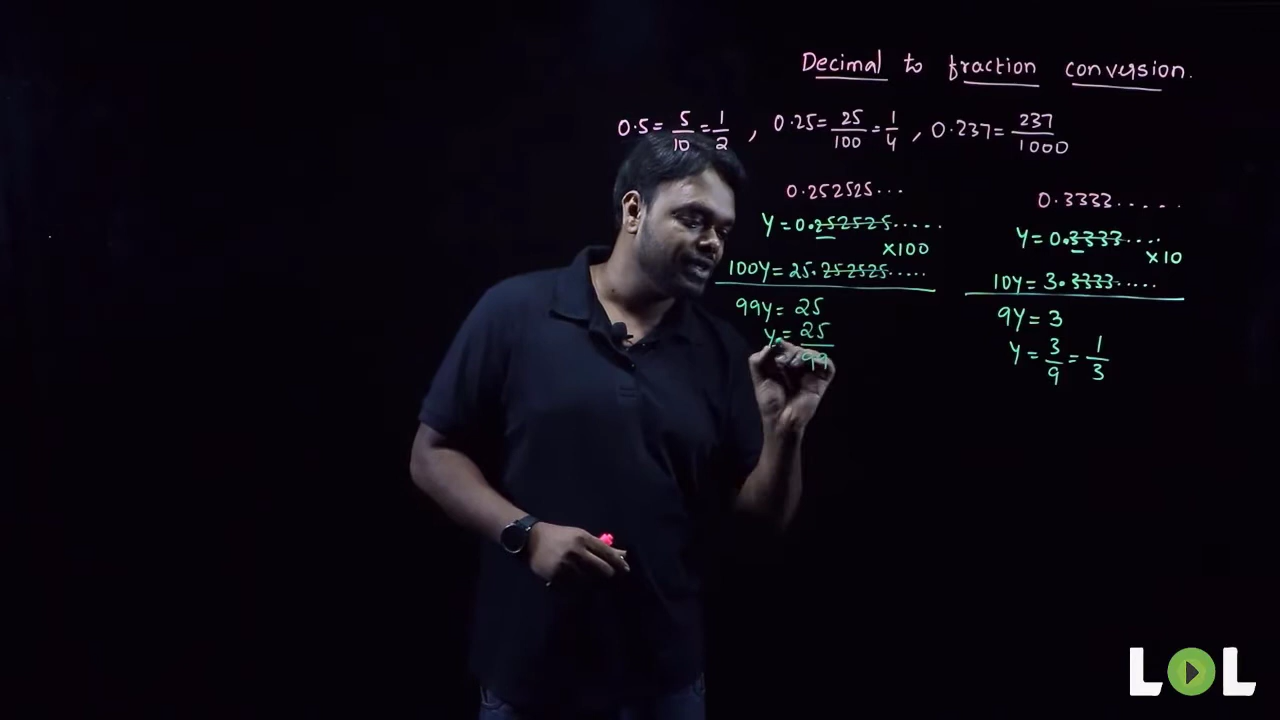 Decimal to fraction conversion.
0.5 = 5/10 = 1/2 , 0.25 = 25/100 = 1/4 , 0.237 = 237/1000
0.252525...
Y = 0.252525.....
×100
100Y = 25.252525.....
99Y = 25
Y = 25/99
0.3333.....
Y = 0.3333....
×10
10Y = 3.3333.....
9Y = 3
Y = 3/9 = 1/3
LOL